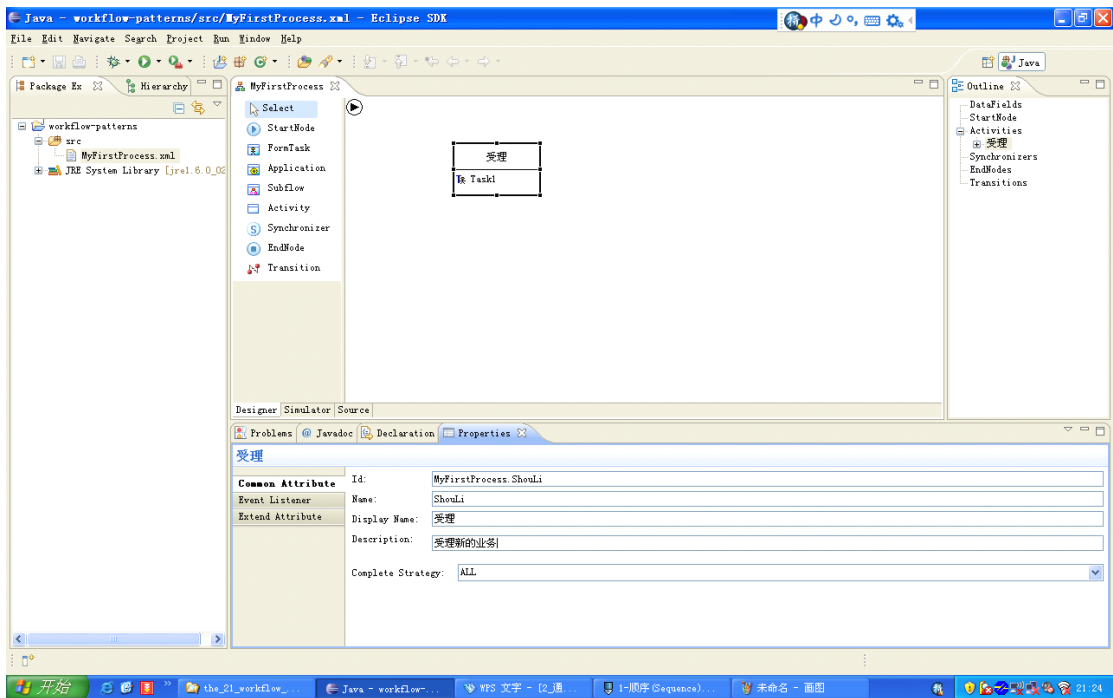 Java - workflow-patterns/src/MyFirstProcess.xml - Eclipse SDK
中
File Edit Navigate Search Project Run Window Help
Java
Package Ex
Hierarchy
MyFirstProcess
Outline
workflow-patterns
src
MyFirstProcess.xml
JRE System Library [jre1.6.0_02
Select
StartNode
FormTask
Application
Subflow
Activity
Synchronizer
EndNode
Transition
受理
Task1
DataFields
StartNode
Activities
受理
Synchronizers
EndNodes
Transitions
Designer Simulator Source
Problems @ Javadoc Declaration Properties
受理
Common Attribute
Event Listener
Extend Attribute
Id: MyFirstProcess.ShouLi
Name: ShouLi
Display Name: 受理
Description: 受理新的业务
Complete Strategy: ALL
开始
the_21_workflow_...
Java - workflow-...
WPS 文字 - [2_通...
1-顺序(Sequence)...
未命名 - 画图
21:24